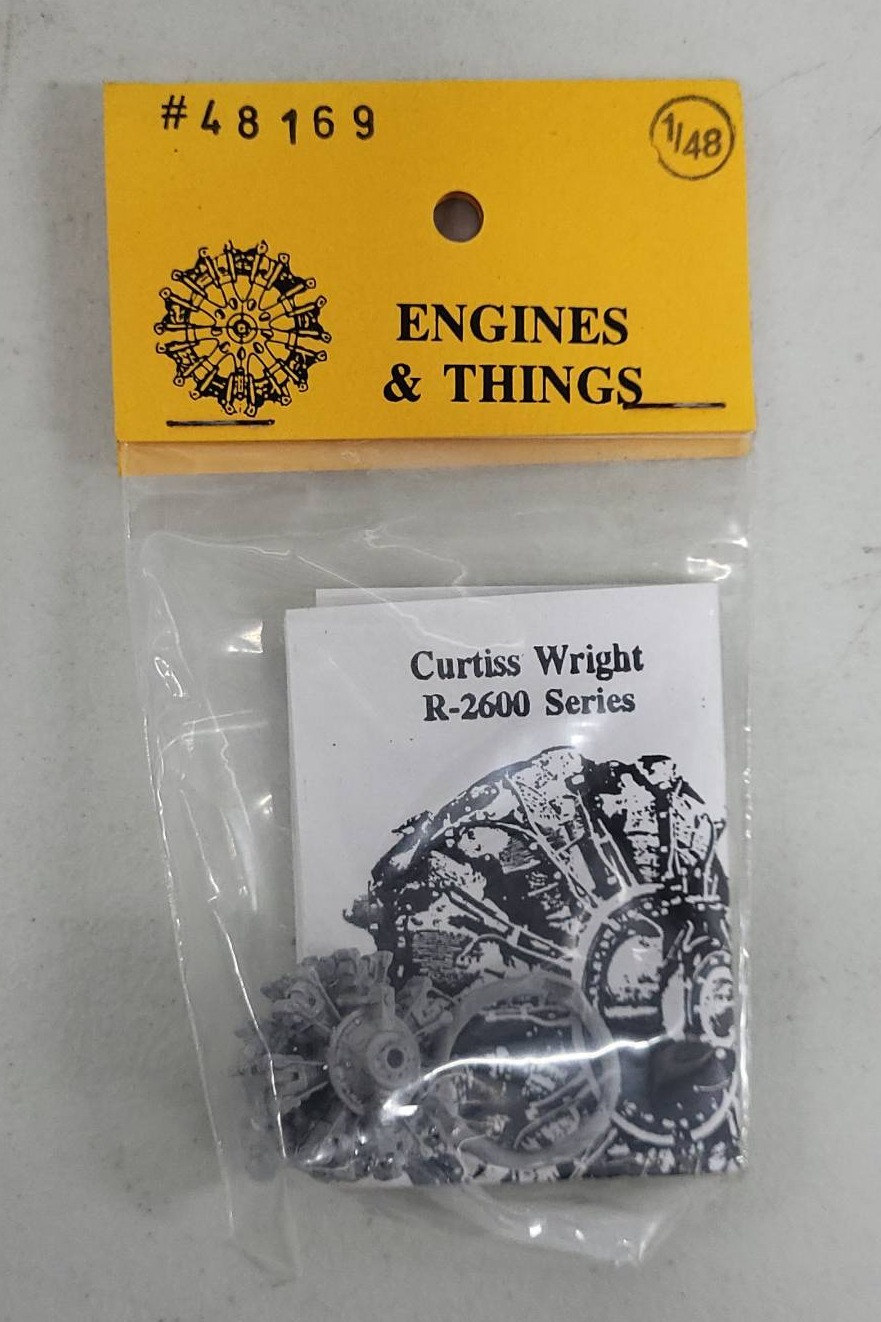 #48169
1/48
ENGINES
& THINGS
Curtiss Wright
R-2600 Series